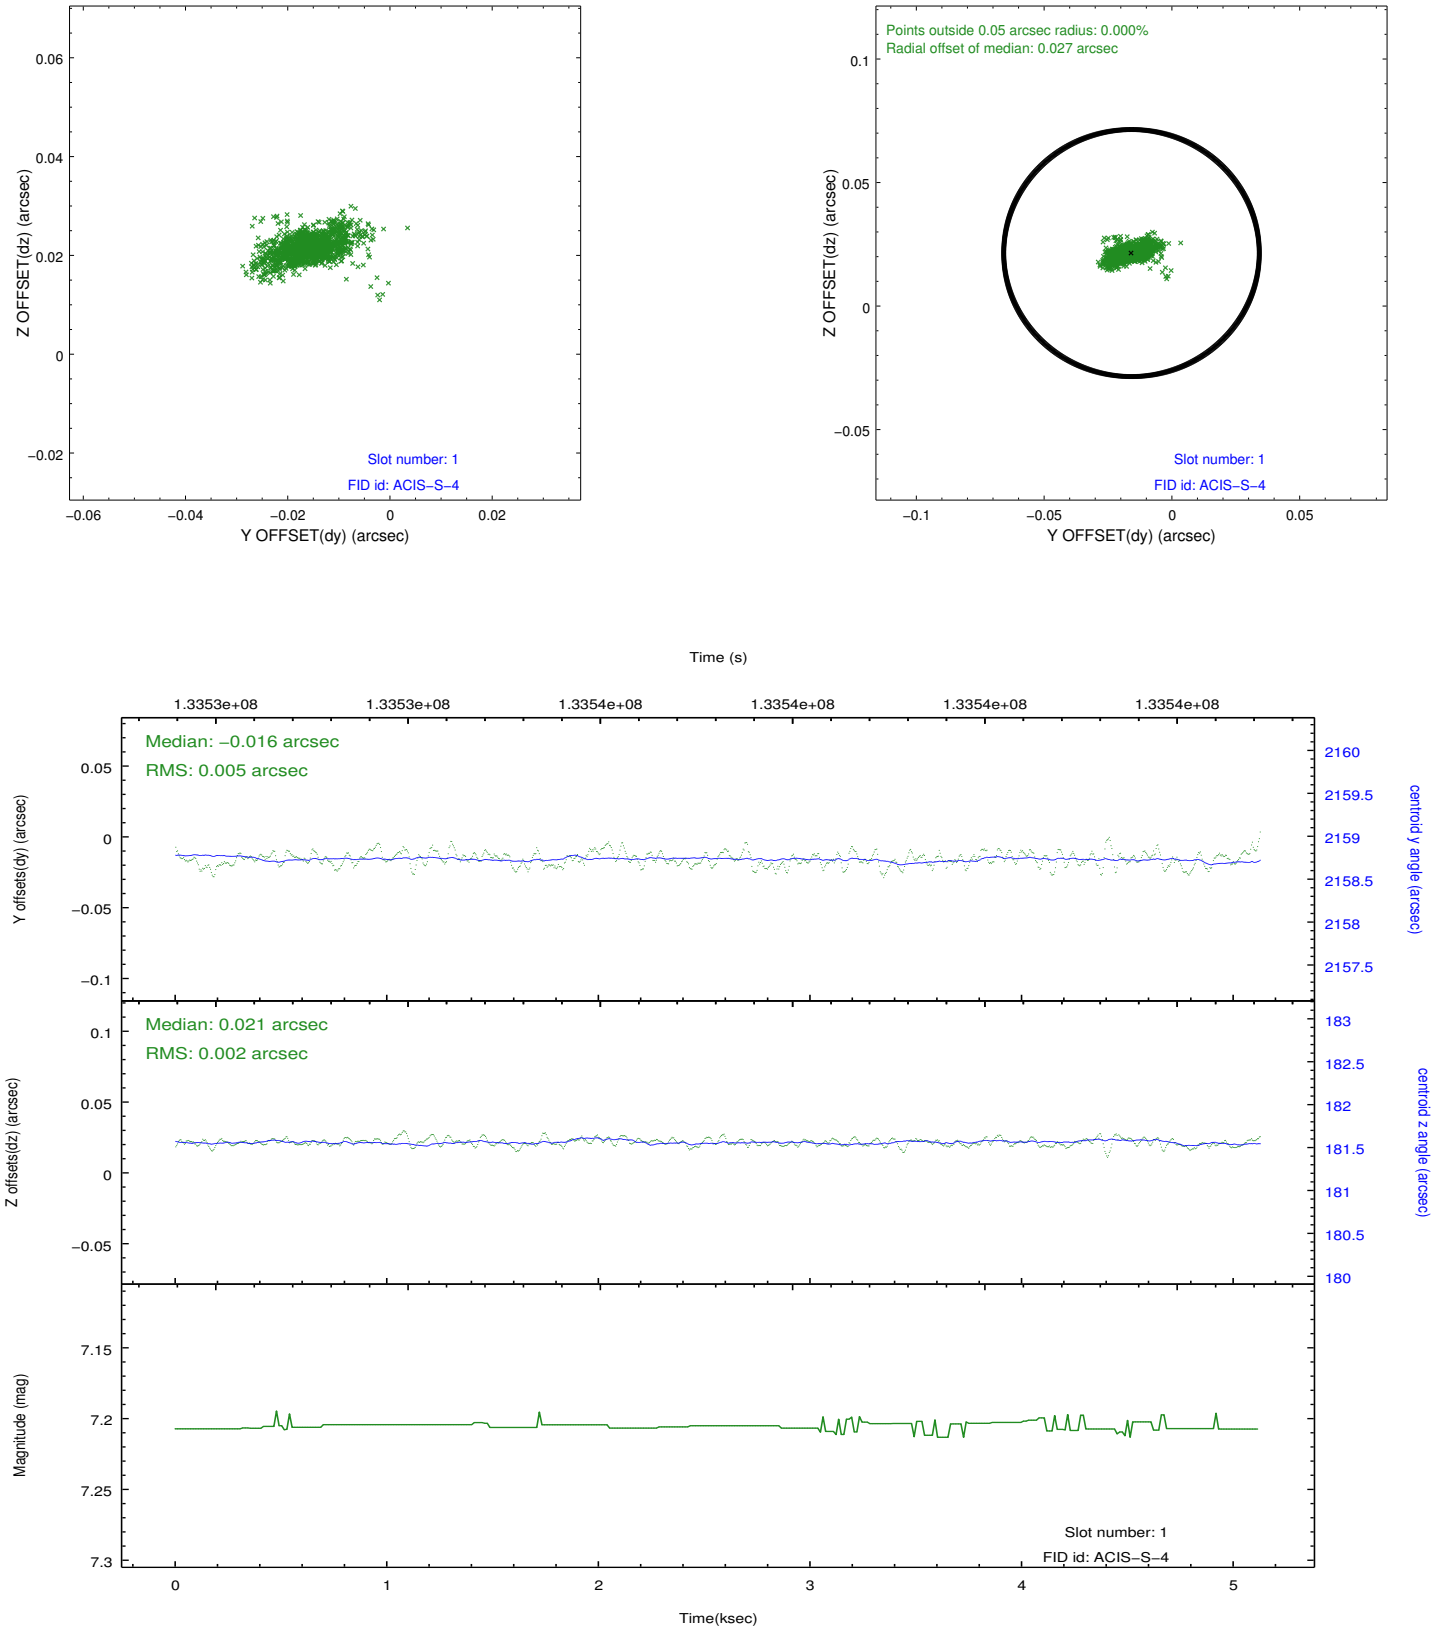 0.06
0.04
0.02
0
−0.02
Z OFFSET(dz) (arcsec)
Slot number: 1
FID id: ACIS−S−4
−0.06
−0.04
−0.02
0
0.02
Y OFFSET(dy) (arcsec)
Points outside 0.05 arcsec radius: 0.000%
Radial offset of median: 0.027 arcsec
0.1
0.05
0
−0.05
Z OFFSET(dz) (arcsec)
Slot number: 1
FID id: ACIS−S−4
−0.1
−0.05
0
0.05
Y OFFSET(dy) (arcsec)
Time (s)
1.3353e+08
1.3353e+08
1.3354e+08
1.3354e+08
1.3354e+08
1.3354e+08
Median: −0.016 arcsec
RMS: 0.005 arcsec
0.05
0
−0.05
−0.1
Y offsets(dy) (arcsec)
2160
2159.5
2159
2158.5
2158
2157.5
centroid y angle (arcsec)
Median: 0.021 arcsec
RMS: 0.002 arcsec
0.1
0.05
0
−0.05
Z offsets(dz) (arcsec)
183
182.5
182
181.5
181
180.5
180
centroid z angle (arcsec)
7.15
7.2
7.25
7.3
Magnitude (mag)
Slot number: 1
FID id: ACIS−S−4
0
1
2
3
4
5
Time(ksec)